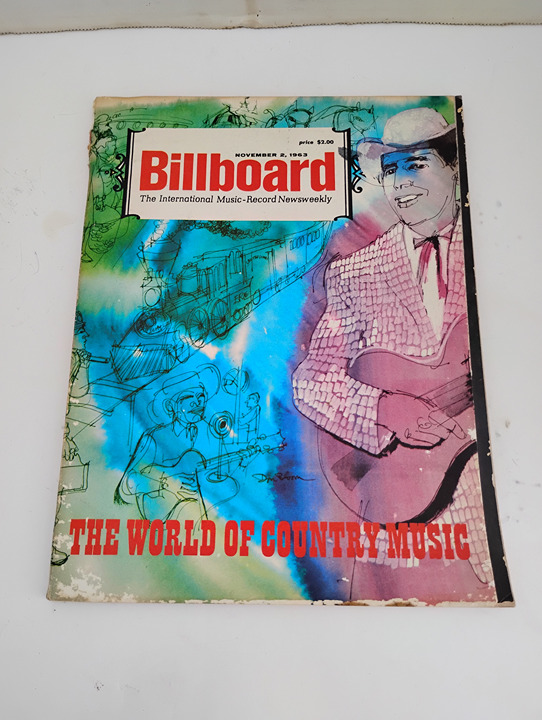 price $2.00
NOVEMBER 2, 1963
Billboard
The International Music-Record Newsweekly
THE WORLD OF COUNTRY MUSIC